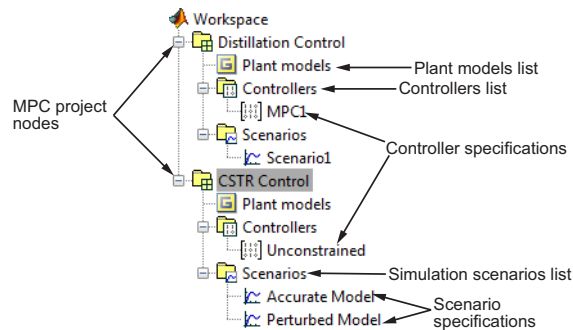 Workspace
Distillation Control
Plant models
Plant models list
Controllers
Controllers list
MPC project
nodes
MPC1
Scenarios
Controller specifications
Scenario1
CSTR Control
Plant models
Controllers
Unconstrained
Scenarios
Simulation scenarios list
Accurate Model
Scenario
specifications
Perturbed Model